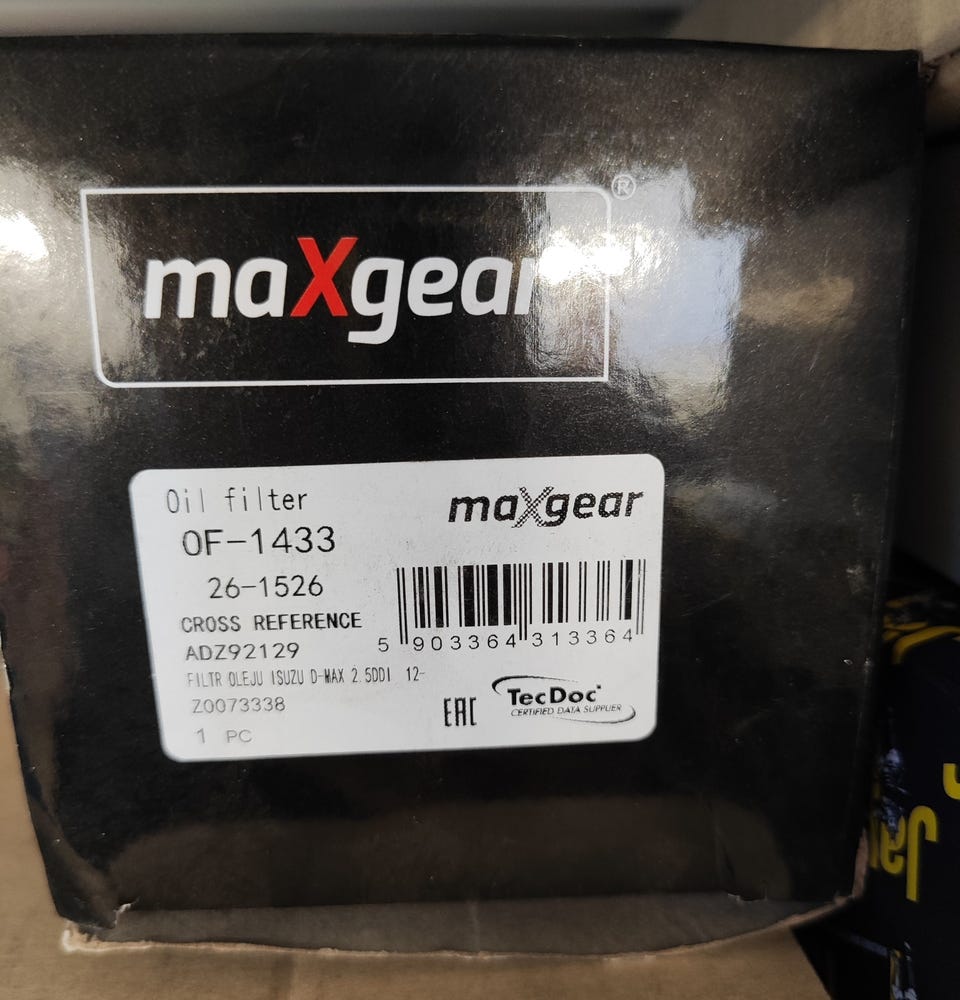 maXgear®
Oil filter
maXgear
OF-1433
26-1526
CROSS REFERENCE
ADZ92129
5 903364 313364
FILTR OLEJU ISUZU D-MAX 2.5DDI 12-
Z0073338
EAC
TecDoc
CERTIFIED DATA SUPPLIER
1 PC